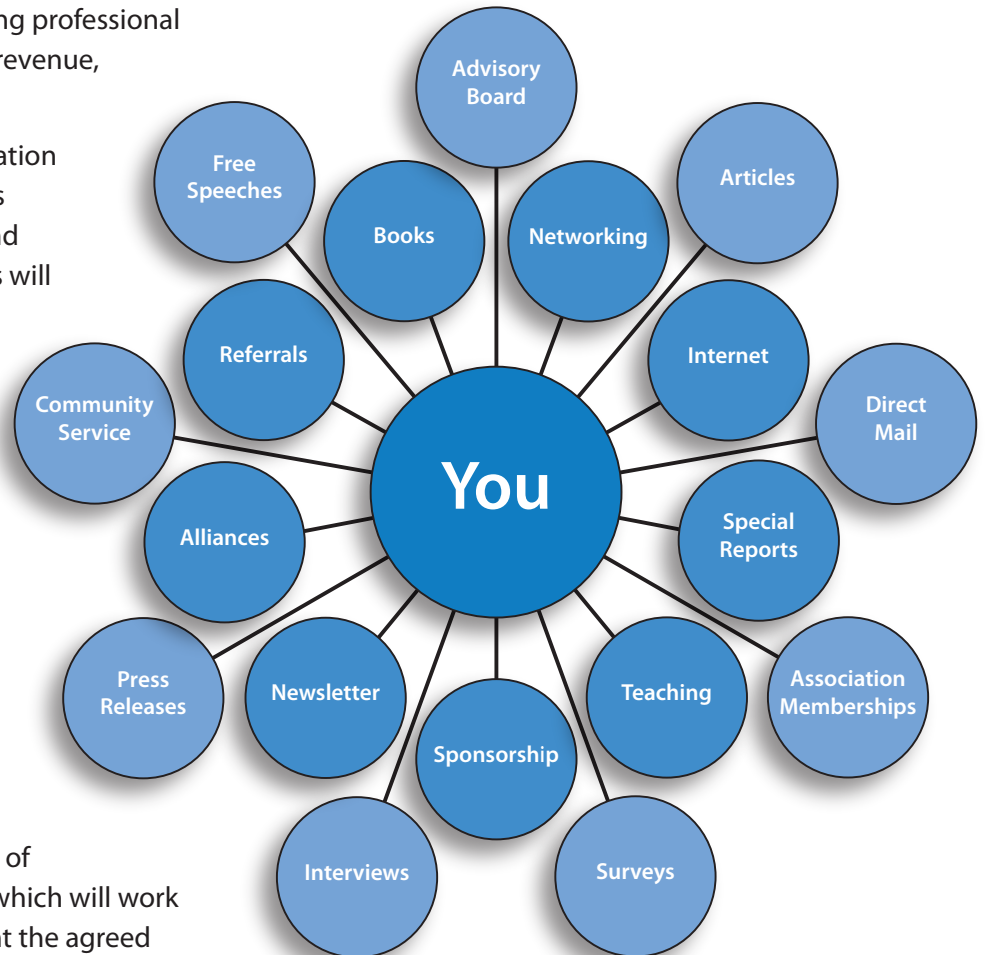 ng professional
revenue,
ation
s
nd
s will
Advisory
Board
Free
Speeches
Articles
Books
Networking
Referrals
Internet
Community
Service
Direct
Mail
You
Alliances
Special
Reports
Press
Releases
Newsletter
Teaching
Association
Memberships
Sponsorship
Interviews
Surveys
of
which will work
at the agreed